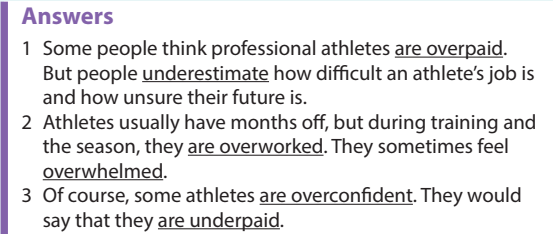 Answers
1 Some people think professional athletes are overpaid.
But people underestimate how difficult an athlete's job is
and how unsure their future is.
2 Athletes usually have months off, but during training and
the season, they are overworked. They sometimes feel
overwhelmed.
3 Of course, some athletes are overconfident. They would
say that they are underpaid.